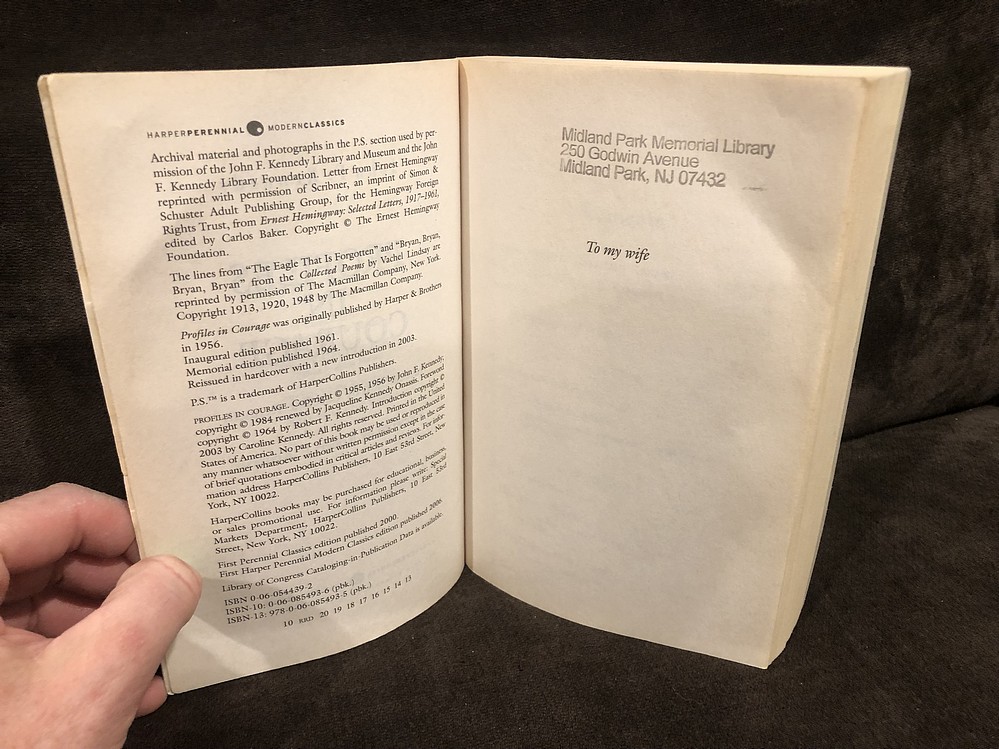 HARPERPERENNIAL MODERNCLASSICS
Archival material and photographs in the P.S. section used by per-
mission of the John F. Kennedy Library and Museum and the John
F. Kennedy Library Foundation. Letter from Ernest Hemingway
reprinted with permission of Scribner, an imprint of Simon &
Schuster Adult Publishing Group, for the Hemingway Foreign
Rights Trust, from Ernest Hemingway: Selected Letters, 1917–1961,
edited by Carlos Baker. Copyright © The Ernest Hemingway
Foundation.
The lines from “The Eagle That Is Forgotten” and “Bryan, Bryan,
Bryan, Bryan” from the Collected Poems by Vachel Lindsay are
reprinted by permission of The Macmillan Company, New York.
Copyright 1913, 1920, 1948 by The Macmillan Company.
Profiles in Courage was originally published by Harper & Brothers
in 1956.
Inaugural edition published 1961.
Memorial edition published 1964.
Reissued in hardcover with a new introduction in 2003.
P.S.™ is a trademark of HarperCollins Publishers.
PROFILES IN COURAGE. Copyright © 1955, 1956 by John F. Kennedy;
copyright © 1984 renewed by Jacqueline Kennedy Onassis. Foreword
copyright © 1964 by Robert F. Kennedy. Introduction copyright ©
2003 by Caroline Kennedy. All rights reserved. Printed in the United
States of America. No part of this book may be used or reproduced in
any manner whatsoever without written permission except in the case
of brief quotations embodied in critical articles and reviews. For infor-
mation address HarperCollins Publishers, 10 East 53rd Street, New
York, NY 10022.
HarperCollins books may be purchased for educational, business,
or sales promotional use. For information please write: Special
Markets Department, HarperCollins Publishers, 10 East 53rd
Street, New York, NY 10022.
First Perennial Classics edition published 2000.
First Harper Perennial Modern Classics edition published 2006.
Library of Congress Cataloging-in-Publication Data is available.
ISBN 0-06-054439-2
ISBN-10: 0-06-085493-6 (pbk.)
ISBN-13: 978-0-06-085493-5 (pbk.)
10 RRD 20 19 18 17 16 15 14 13
Midland Park Memorial Library
250 Godwin Avenue
Midland Park, NJ 07432
To my wife